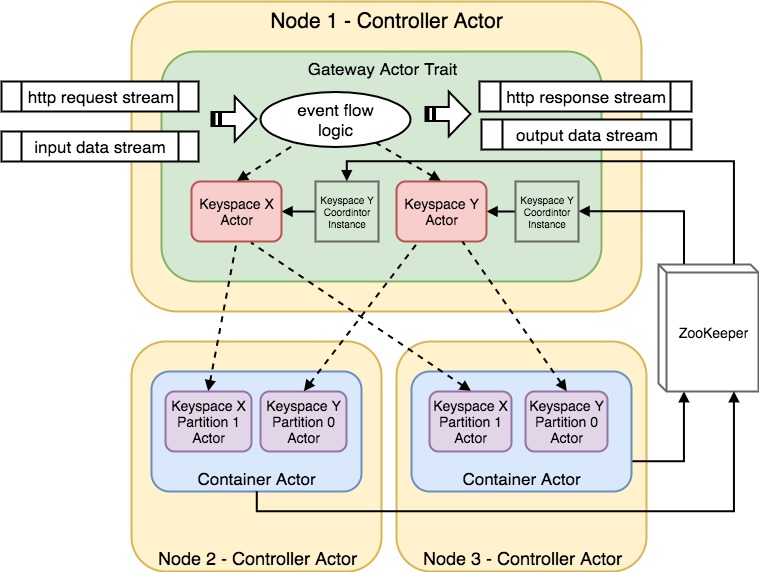 Node 1 - Controller Actor
Gateway Actor Trait
http request stream
input data stream
event flow
logic
http response stream
output data stream
Keyspace X
Actor
Keyspace Y
Coordintor
Instance
Keyspace Y
Actor
Keyspace Y
Coordintor
Instance
ZooKeeper
Keyspace X
Partition 1
Actor
Keyspace Y
Partition 0
Actor
Container Actor
Node 2 - Controller Actor
Keyspace X
Partition 1
Actor
Keyspace Y
Partition 0
Actor
Container Actor
Node 3 - Controller Actor